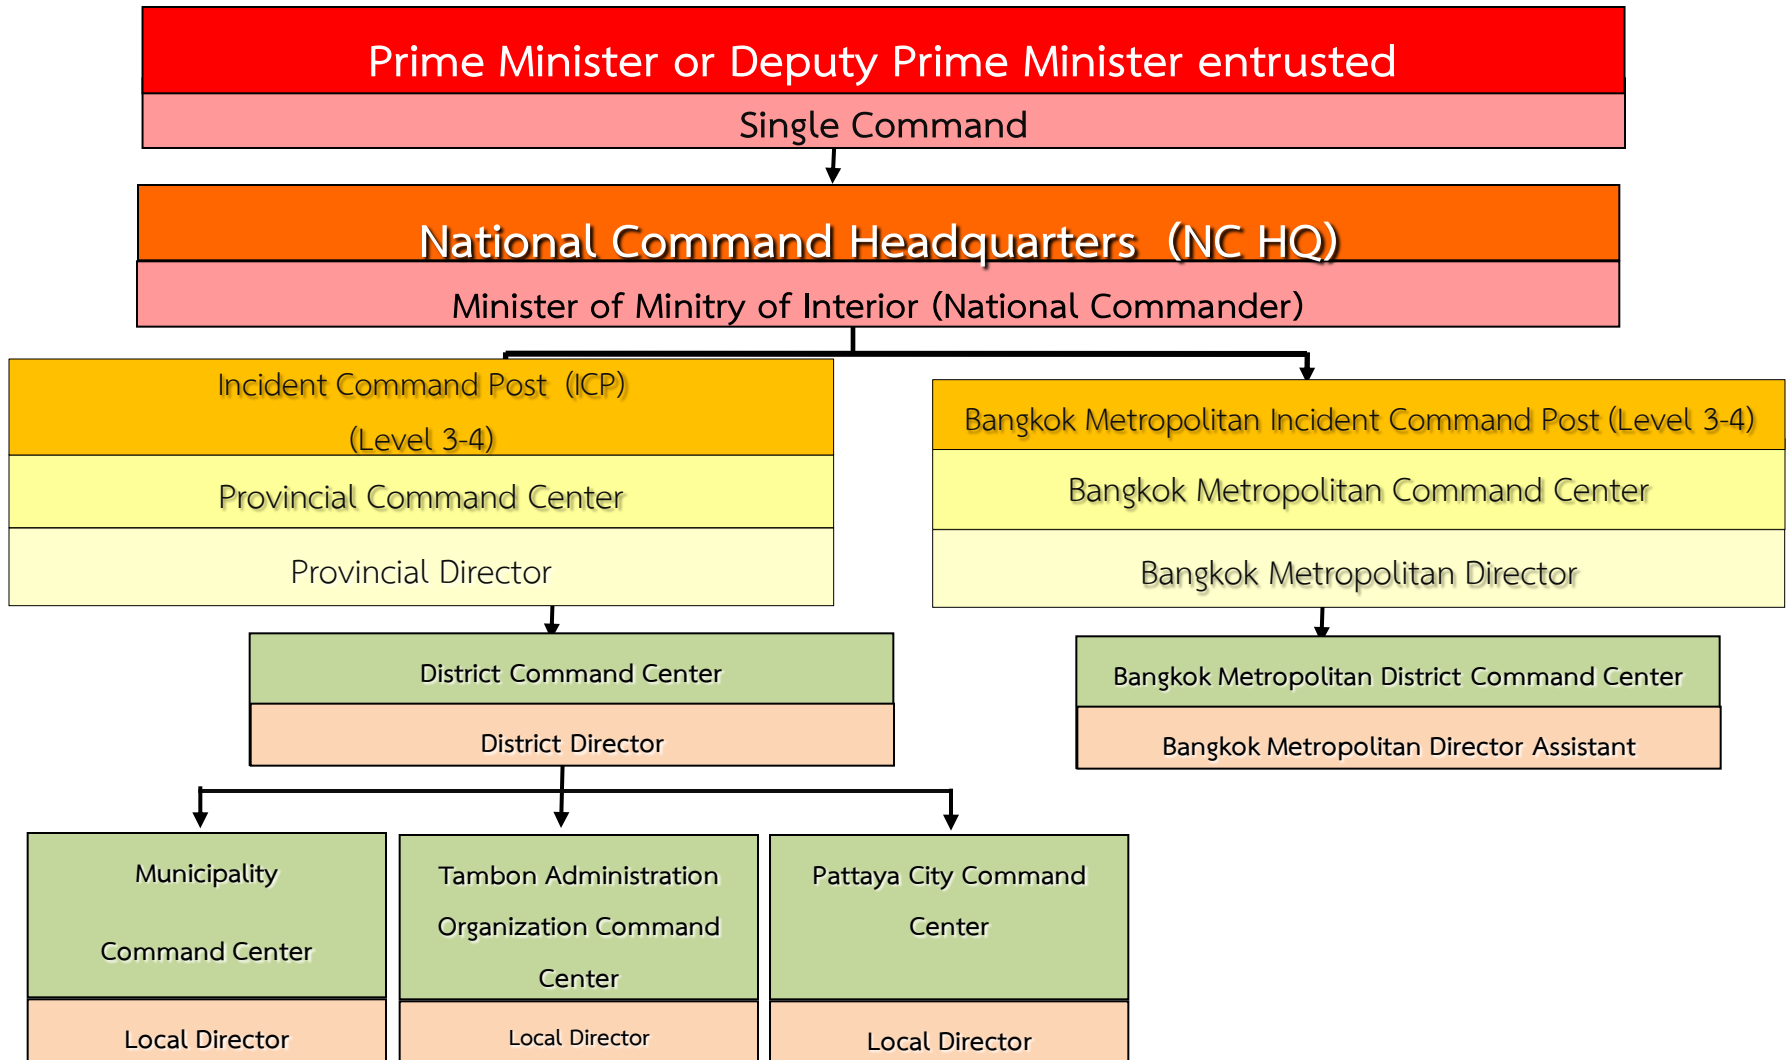 Prime Minister or Deputy Prime Minister entrusted
Single Command
National Command Headquarters (NC HQ)
Minister of Minitry of Interior (National Commander)
Incident Command Post (ICP)
(Level 3-4)
Provincial Command Center
Provincial Director
Bangkok Metropolitan Incident Command Post (Level 3-4)
Bangkok Metropolitan Command Center
Bangkok Metropolitan Director
District Command Center
District Director
Bangkok Metropolitan District Command Center
Bangkok Metropolitan Director Assistant
Municipality
Command Center
Local Director
Tambon Administration
Organization Command
Center
Local Director
Pattaya City Command
Center
Local Director